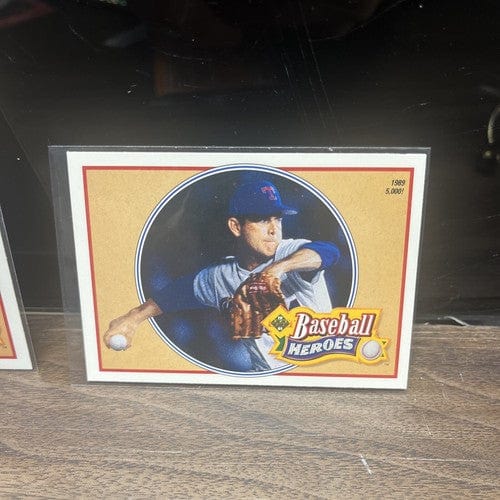 1989
5,000!
T
Baseball
HEROES